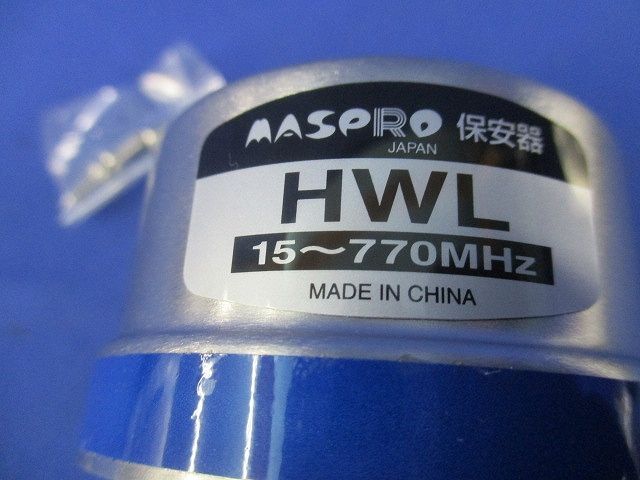 MASPRO 保安器
JAPAN
HWL
15～770MHz
MADE IN CHINA